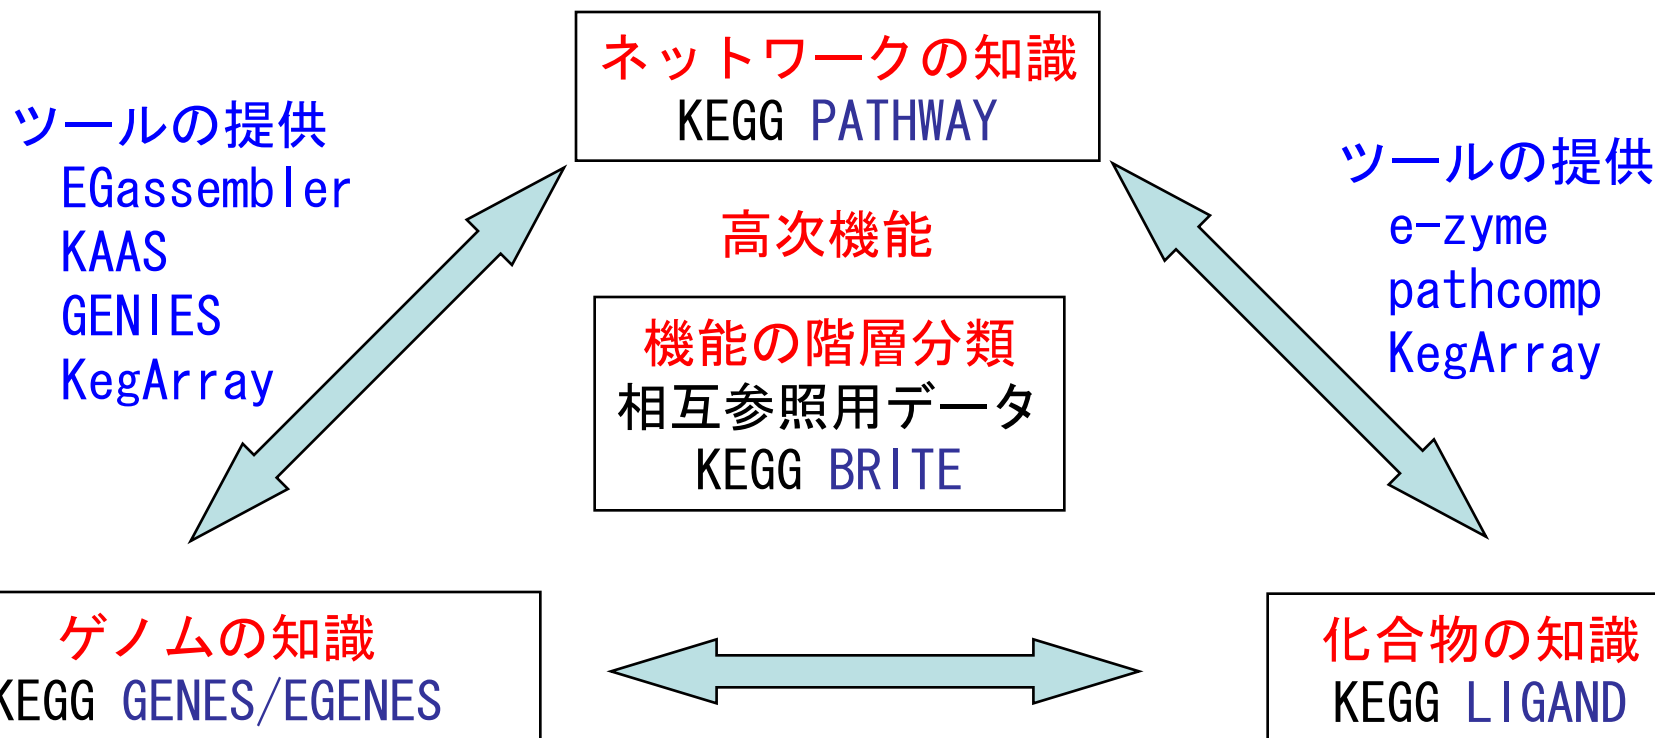 ネットワークの知識
KEGG PATHWAY
ツールの提供
EGassembler
KAAS
GENIES
KegArray
ツールの提供
e-zyme
pathcomp
KegArray
高次機能
機能の階層分類
相互参照用データ
KEGG BRITE
ゲノムの知識
KEGG GENES/EGENES
化合物の知識
KEGG LIGAND